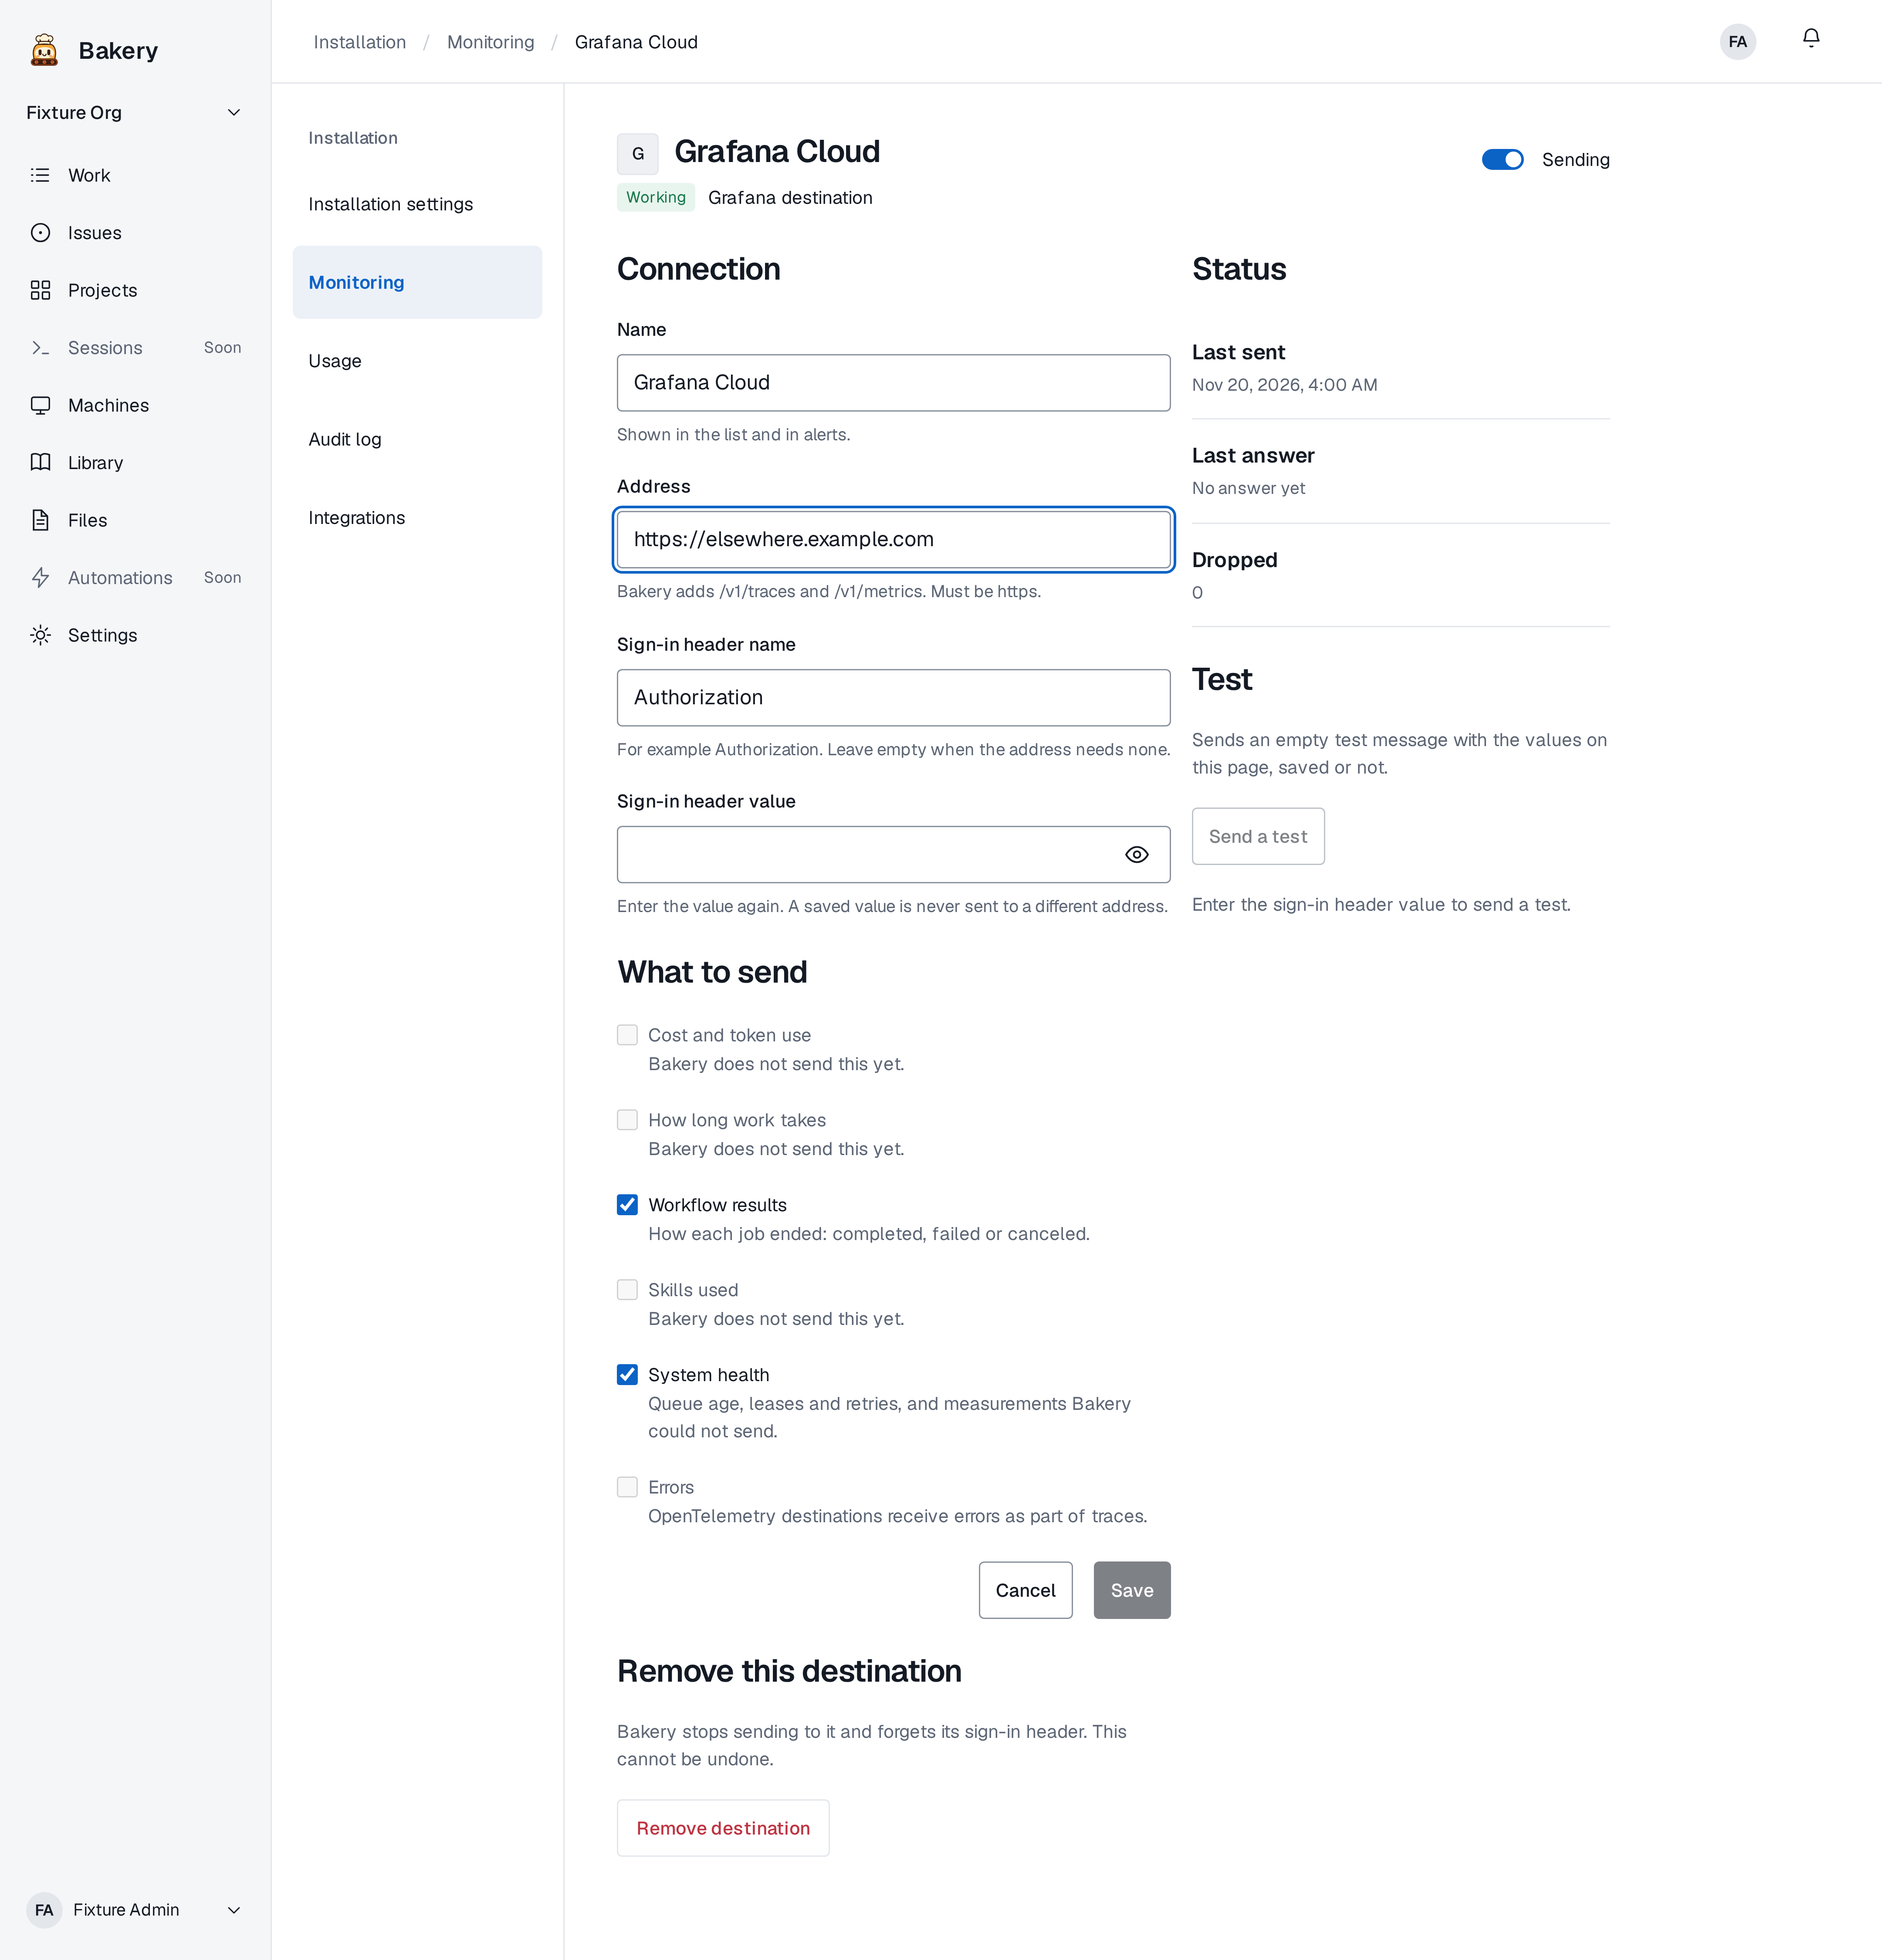 Bakery
Fixture Org
Work
Issues
Projects
Sessions Soon
Machines
Library
Files
Automations Soon
Settings
FA Fixture Admin
Installation / Monitoring / Grafana Cloud
FA
Installation
Installation settings
Monitoring
Usage
Audit log
Integrations
G Grafana Cloud
Working Grafana destination
Sending
Connection
Name
Grafana Cloud
Shown in the list and in alerts.
Address
https://elsewhere.example.com
Bakery adds /v1/traces and /v1/metrics. Must be https.
Sign-in header name
Authorization
For example Authorization. Leave empty when the address needs none.
Sign-in header value
Enter the value again. A saved value is never sent to a different address.
What to send
Cost and token use
Bakery does not send this yet.
How long work takes
Bakery does not send this yet.
Workflow results
How each job ended: completed, failed or canceled.
Skills used
Bakery does not send this yet.
System health
Queue age, leases and retries, and measurements Bakery
could not send.
Errors
OpenTelemetry destinations receive errors as part of traces.
Cancel Save
Remove this destination
Bakery stops sending to it and forgets its sign-in header. This
cannot be undone.
Remove destination
Status
Last sent
Nov 20, 2026, 4:00 AM
Last answer
No answer yet
Dropped
0
Test
Sends an empty test message with the values on
this page, saved or not.
Send a test
Enter the sign-in header value to send a test.